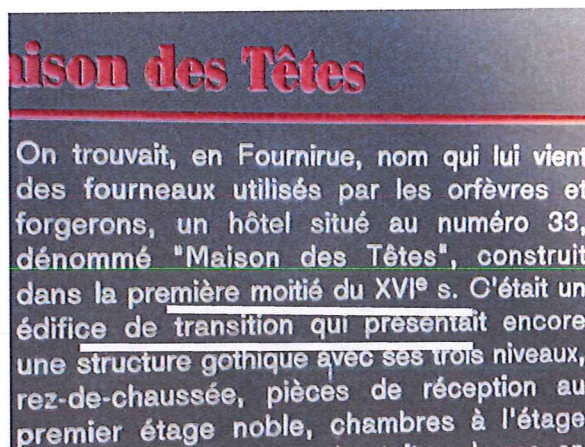 aison des Têtes
On trouvait, en Fournirue, nom qui lui vient
des fourneaux utilisés par les orfèvres et
forgerons, un hôtel situé au numéro 33,
dénommé "Maison des Têtes", construit
dans la première moitié du XVIe s. C'était un
édifice de transition qui présentait encore
une structure gothique avec ses trois niveaux,
rez-de-chaussée, pièces de réception au
premier étage noble, chambres à l'étage